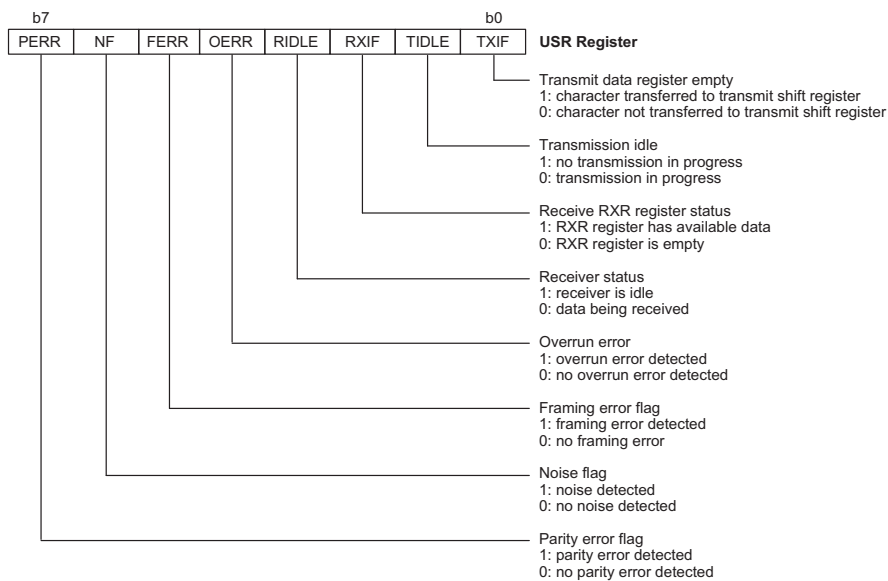 b7 b0
PERR NF FERR OERR RIDLE RXIF TIDLE TXIF USR Register
Transmit data register empty
1: character transferred to transmit shift register
0: character not transferred to transmit shift register
Transmission idle
1: no transmission in progress
0: transmission in progress
Receive RXR register status
1: RXR register has available data
0: RXR register is empty
Receiver status
1: receiver is idle
0: data being received
Overrun error
1: overrun error detected
0: no overrun error detected
Framing error flag
1: framing error detected
0: no framing error
Noise flag
1: noise detected
0: no noise detected
Parity error flag
1: parity error detected
0: no parity error detected